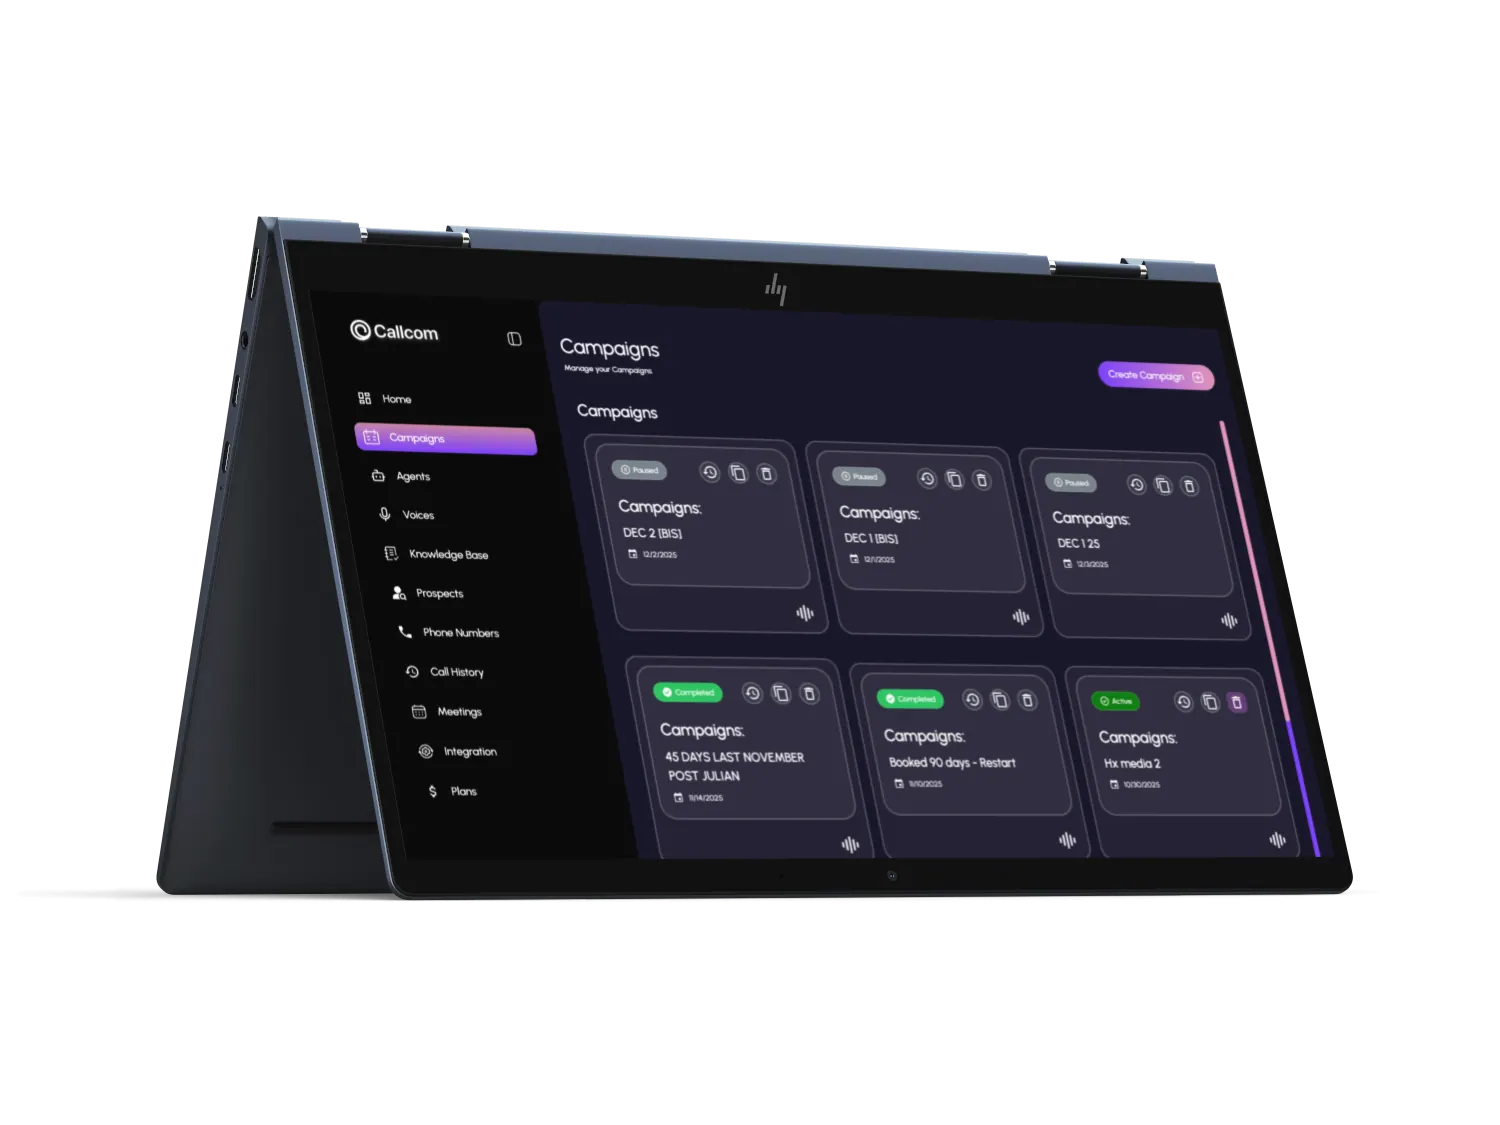 Callcom
Home
Campaigns
Agents
Voices
Knowledge Base
Prospects
Phone Numbers
Call History
Meetings
Integration
Plans
Campaigns
Manage your Campaigns
Create Campaign
Campaigns
Paused
Campaigns:
DEC 2 [BIS]
12/2/2025
Paused
Campaigns:
DEC 1 [BIS]
12/1/2025
Paused
Campaigns:
DEC 1 25
12/3/2025
Completed
Campaigns:
45 DAYS LAST NOVEMBER
POST JULIAN
11/14/2025
Completed
Campaigns:
Booked 90 days - Restart
11/10/2025
Active
Campaigns:
Hx media 2
10/30/2025